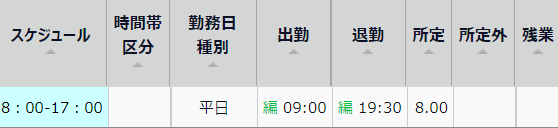 スケジュール 時間帯区分 勤務日種別 出勤 退勤 所定 所定外 残業
8：00-17：00 平日 編 09:00 編 19:30 8.00